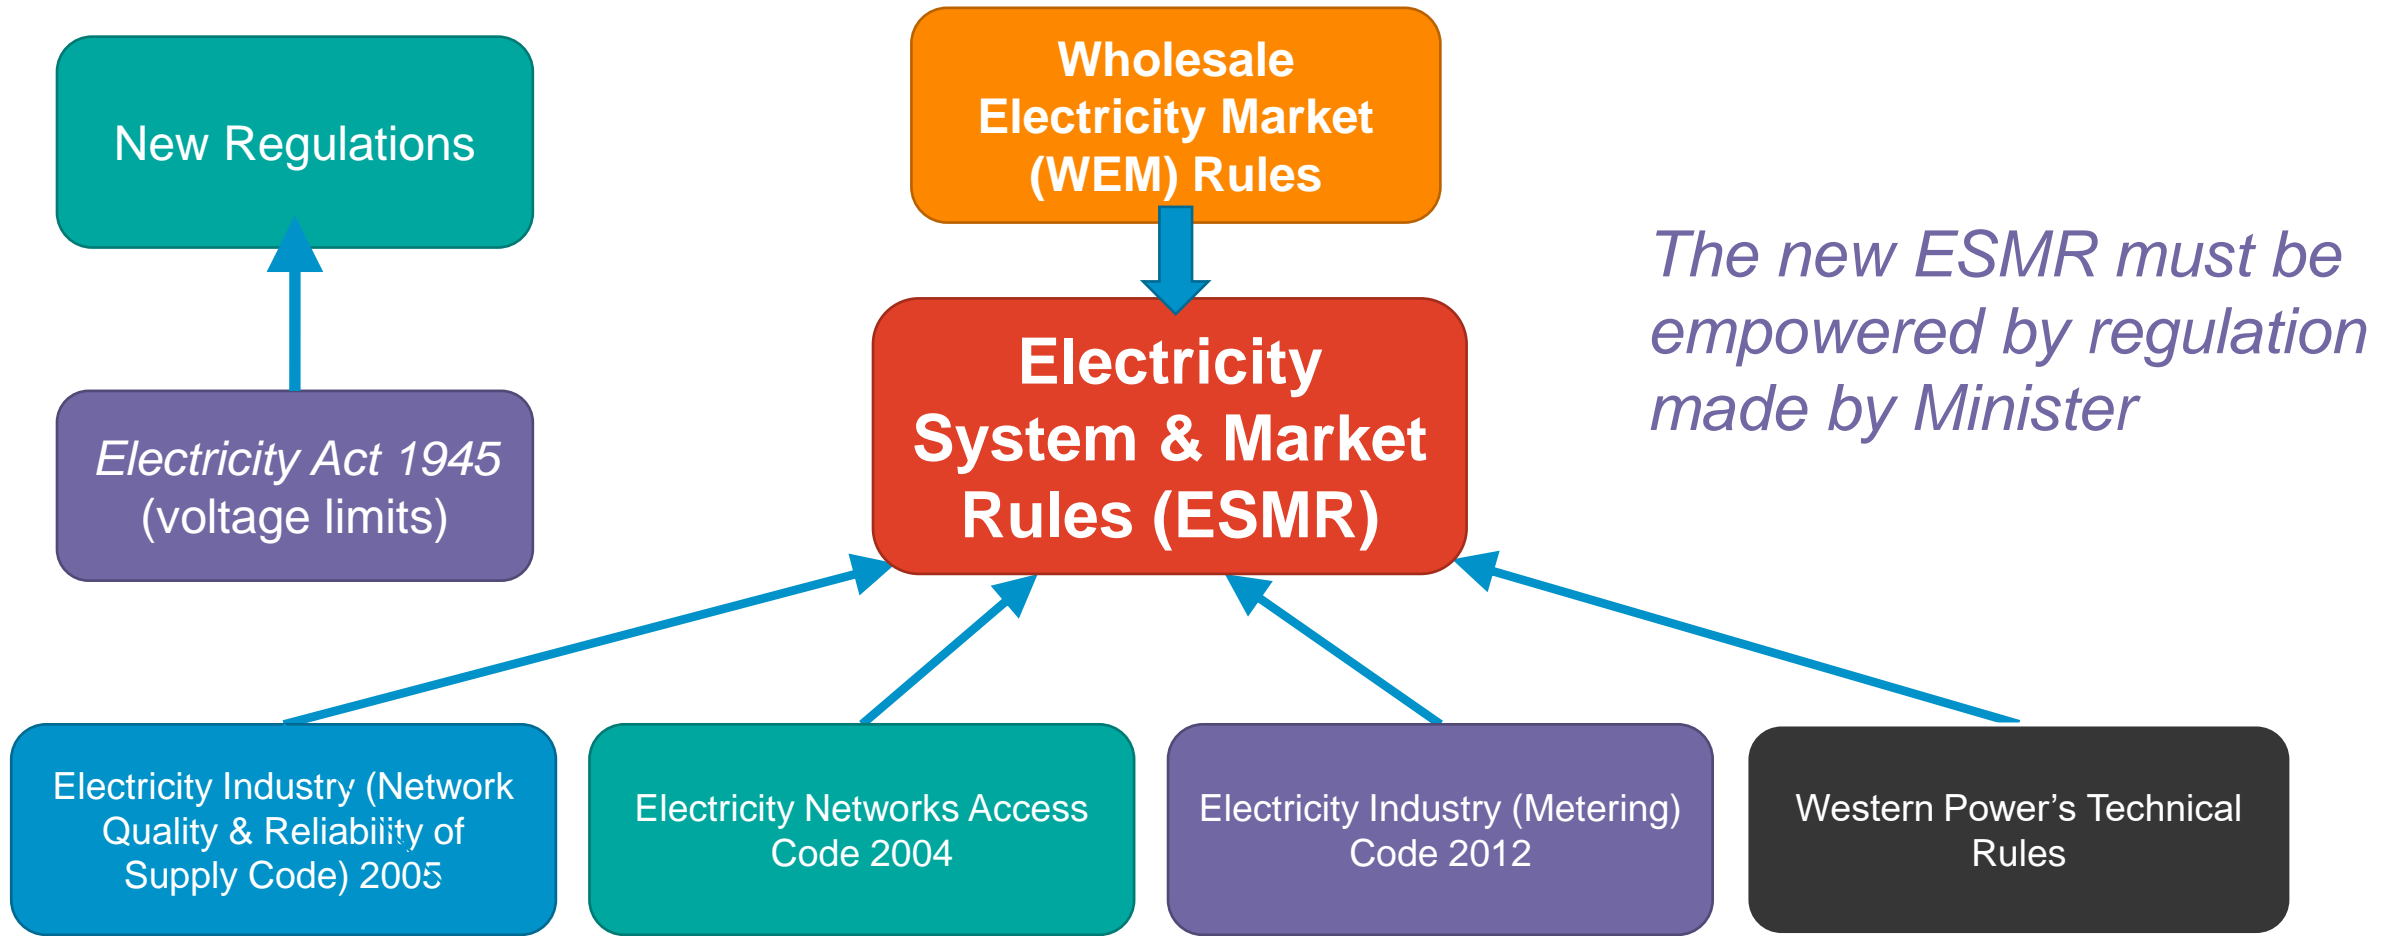 New Regulations
Wholesale
Electricity Market
(WEM) Rules
The new ESMR must be
empowered by regulation
made by Minister
Electricity
System & Market
Rules (ESMR)
Electricity Act 1945
(voltage limits)
Electricity Industry (Network
Quality & Reliability of
Supply Code) 2005
Electricity Networks Access
Code 2004
Electricity Industry (Metering)
Code 2012
Western Power’s Technical
Rules